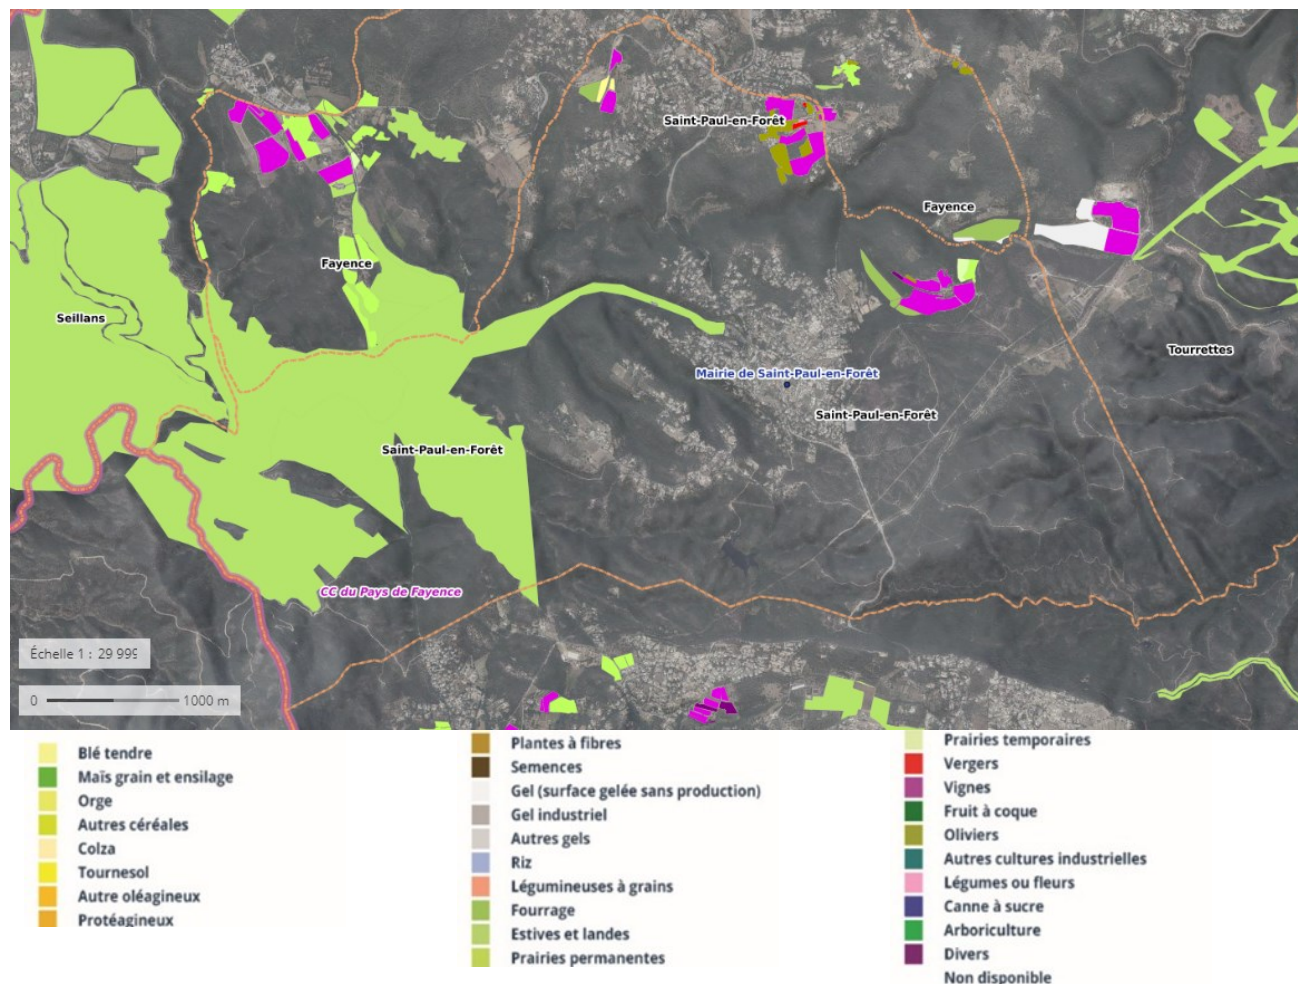 Saint-Paul-en-Forêt
Fayence
Fayence
Seillans
Tourrettes
Mairie de Saint-Paul-en-Forêt
Saint-Paul-en-Forêt
Saint-Paul-en-Forêt
CC du Pays de Fayence
Échelle 1 : 29 999
0 1000 m
Blé tendre
Maïs grain et ensilage
Orge
Autres céréales
Colza
Tournesol
Autre oléagineux
Protéagineux
Plantes à fibres
Semences
Gel (surface gelée sans production)
Gel industriel
Autres gels
Riz
Légumineuses à grains
Fourrage
Estives et landes
Prairies permanentes
Prairies temporaires
Vergers
Vignes
Fruit à coque
Oliviers
Autres cultures industrielles
Légumes ou fleurs
Canne à sucre
Arboriculture
Divers
Non disponible